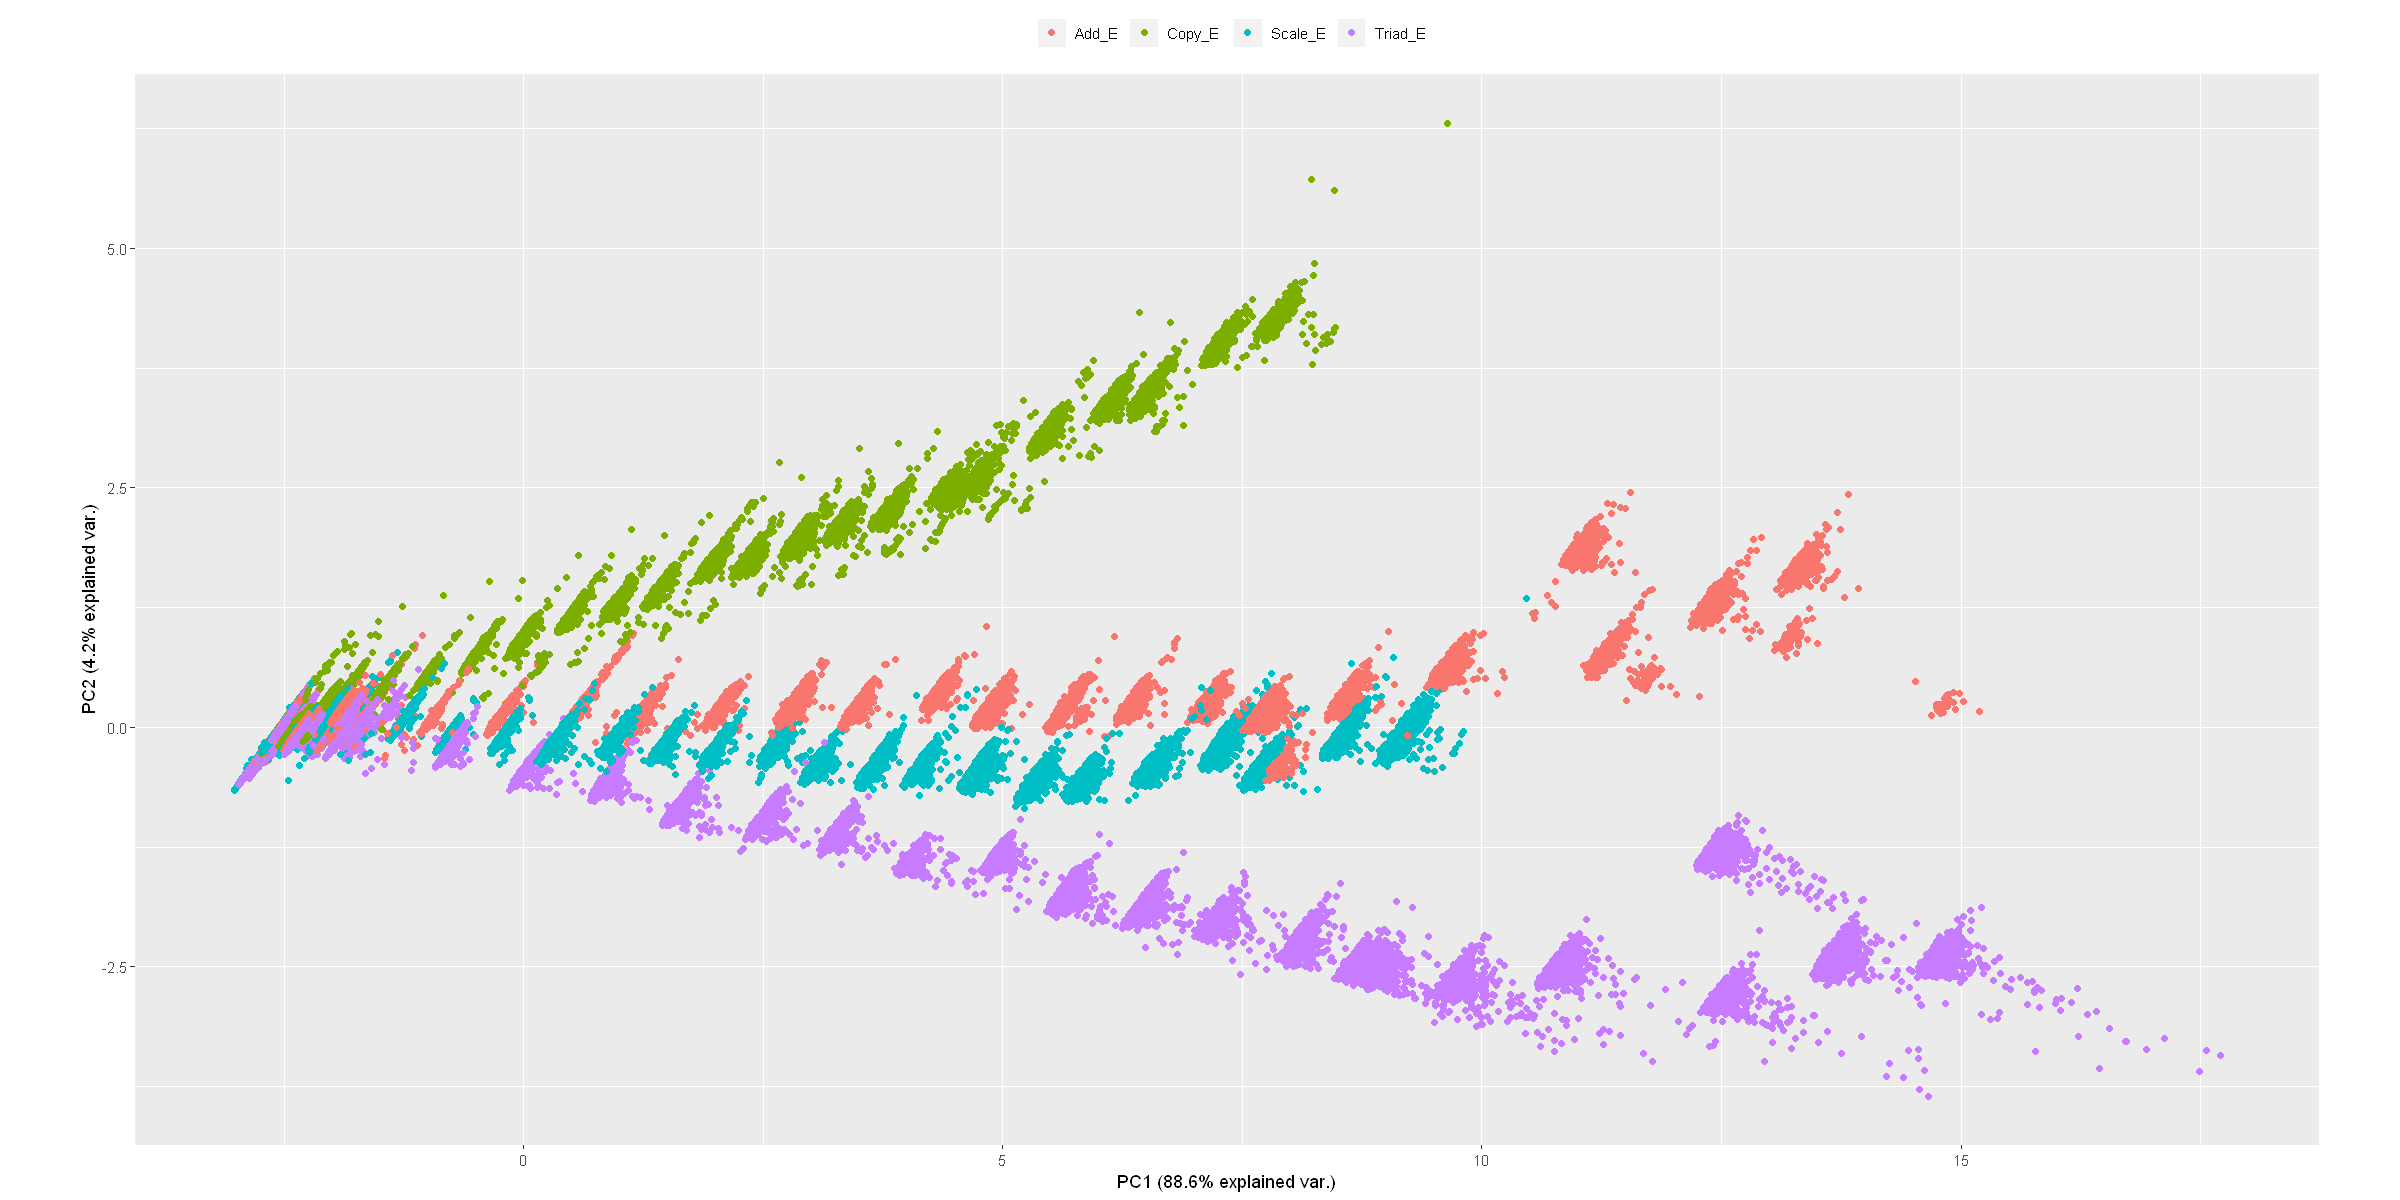 Add_E Copy_E Scale_E Triad_E
5.0
2.5
0.0
-2.5
PC2 (4.2% explained var.)
0 5 10 15
PC1 (88.6% explained var.)